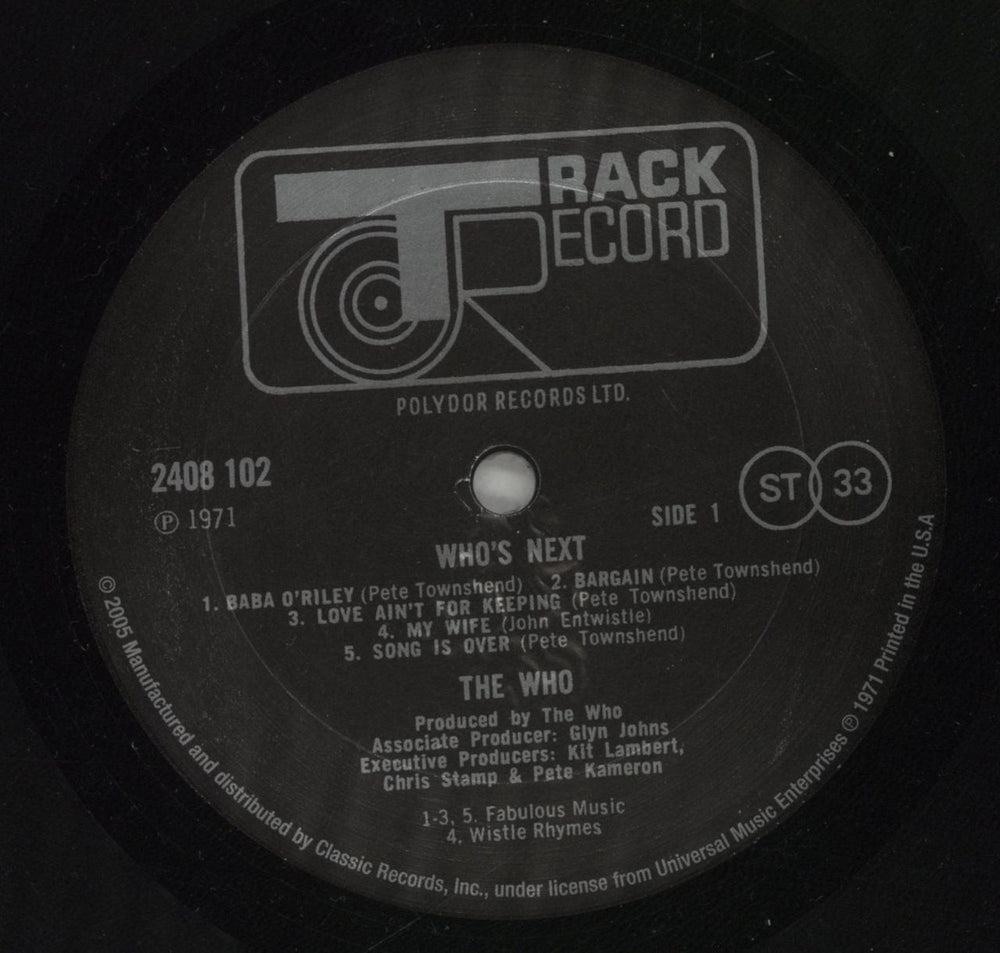 TRACK
RECORD
POLYDOR RECORDS LTD.
2408 102
℗ 1971
SIDE 1
ST 33
WHO'S NEXT
1. BABA O'RILEY (Pete Townshend) 2. BARGAIN (Pete Townshend)
3. LOVE AIN'T FOR KEEPING (Pete Townshend)
4. MY WIFE (John Entwistle)
5. SONG IS OVER (Pete Townshend)
THE WHO
Produced by The Who
Associate Producer: Glyn Johns
Executive Producers: Kit Lambert,
Chris Stamp & Pete Kameron
1-3, 5. Fabulous Music
4. Wistle Rhymes
© 2005 Manufactured and distributed by Classic Records, Inc., under license from Universal Music Enterprises ℗ 1971 Printed in the U.S.A